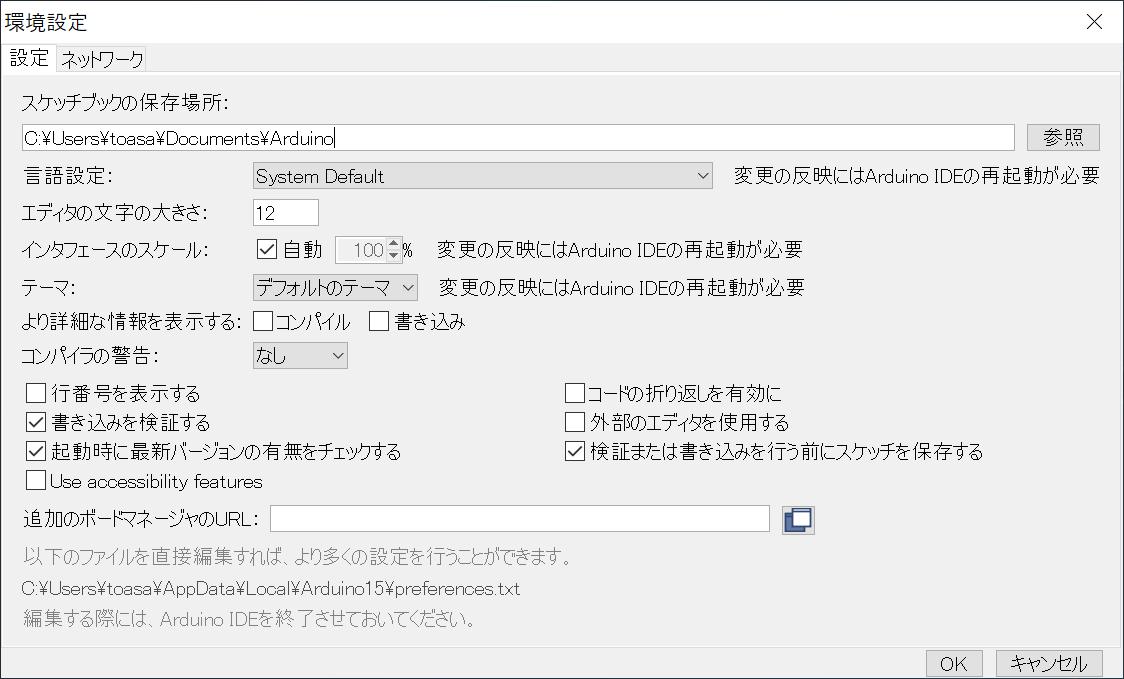 環境設定
設定 ネットワーク
スケッチブックの保存場所:
C:¥Users¥toasa¥Documents¥Arduino 参照
言語設定: System Default 変更の反映にはArduino IDEの再起動が必要
エディタの文字の大きさ: 12
インタフェースのスケール: 自動 100 % 変更の反映にはArduino IDEの再起動が必要
テーマ: デフォルトのテーマ 変更の反映にはArduino IDEの再起動が必要
より詳細な情報を表示する: コンパイル 書き込み
コンパイラの警告: なし
行番号を表示する コードの折り返しを有効に
書き込みを検証する 外部のエディタを使用する
起動時に最新バージョンの有無をチェックする 検証または書き込みを行う前にスケッチを保存する
Use accessibility features
追加のボードマネージャのURL:
以下のファイルを直接編集すれば、より多くの設定を行うことができます。
C:¥Users¥toasa¥AppData¥Local¥Arduino15¥preferences.txt
編集する際には、Arduino IDEを終了させておいてください。
OK キャンセル